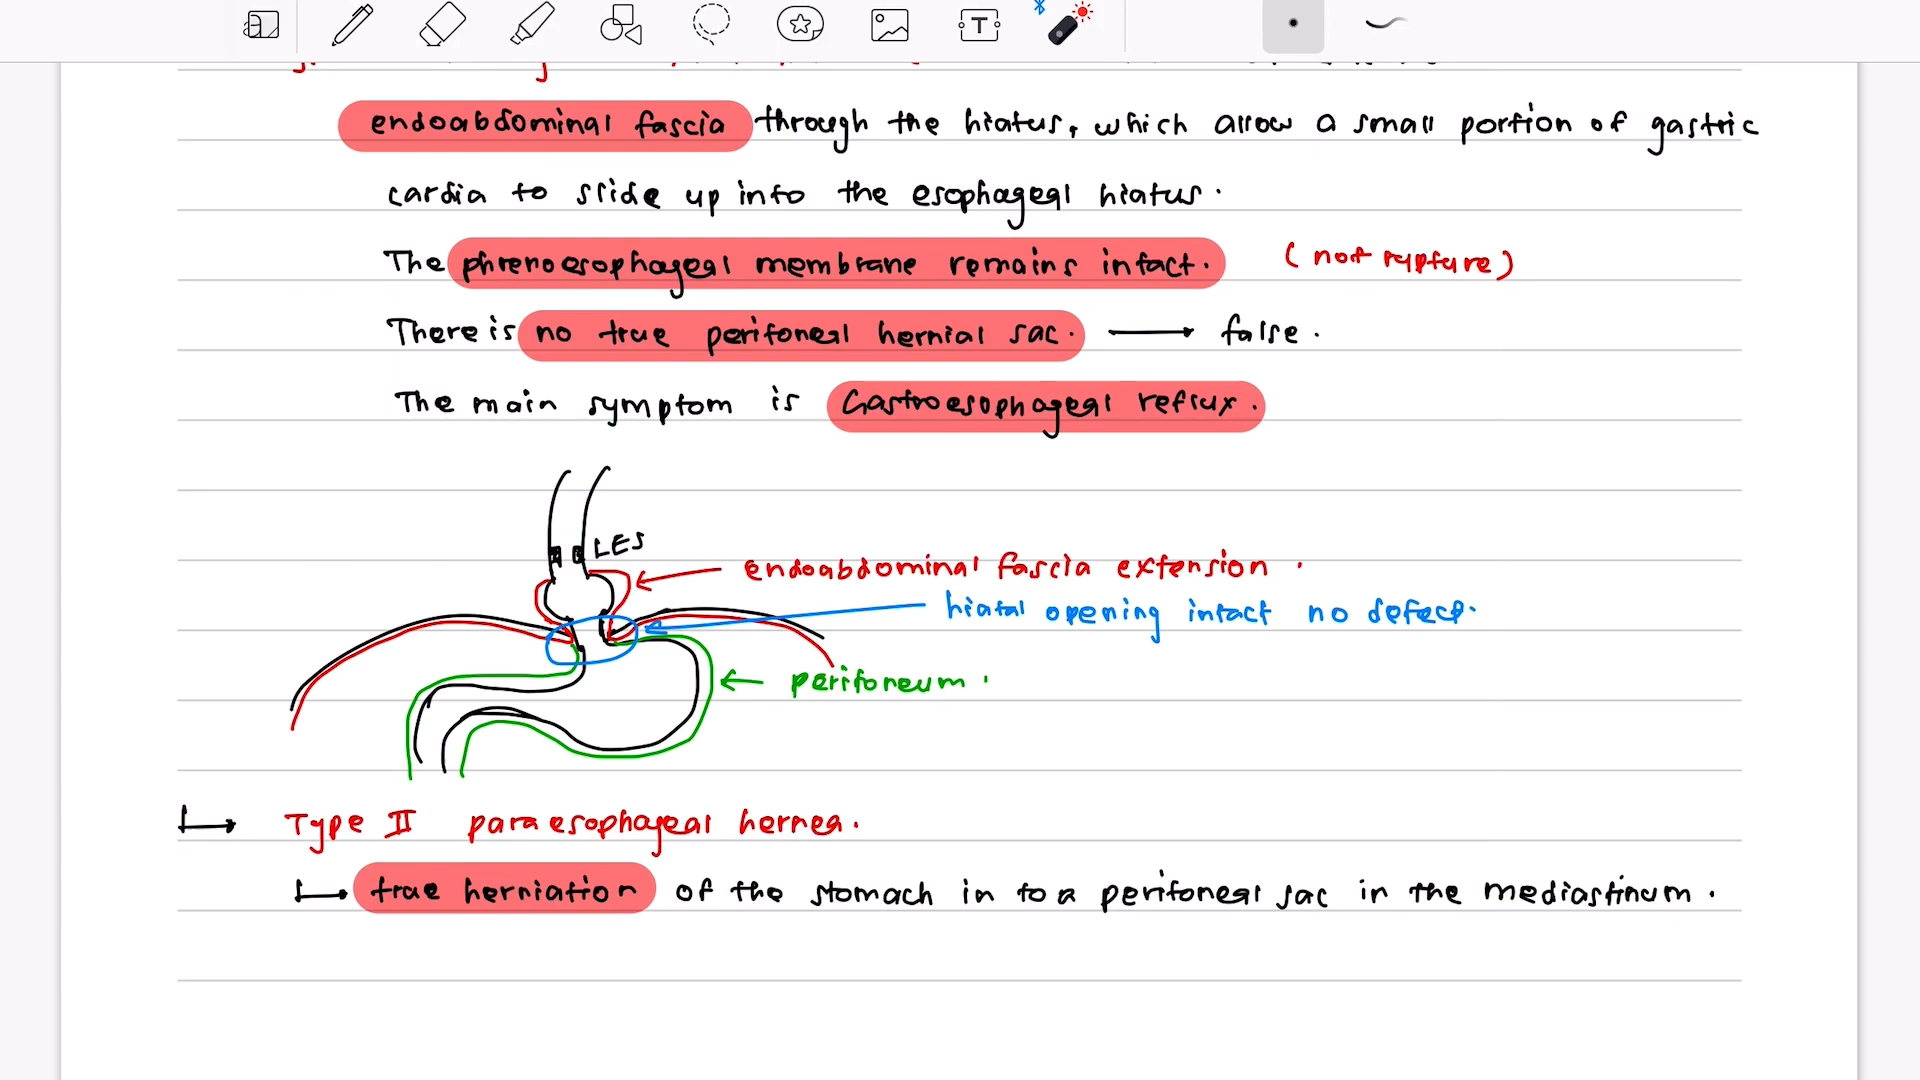 endoabdominal fascia through the hiatus, which allow a small portion of gastric
cardia to slide up into the esophageal hiatus.
The phrenoesophageal membrane remains intact. (not rupture)
There is no true peritoneal hernial sac. → false.
The main symptom is Gastroesophageal reflux.
LES
endoabdominal fascia extension.
hiatal opening intact no defect.
← peritoneum.
Type II paraesophageal hernea.
true herniation of the stomach in to a peritoneal sac in the mediastinum.